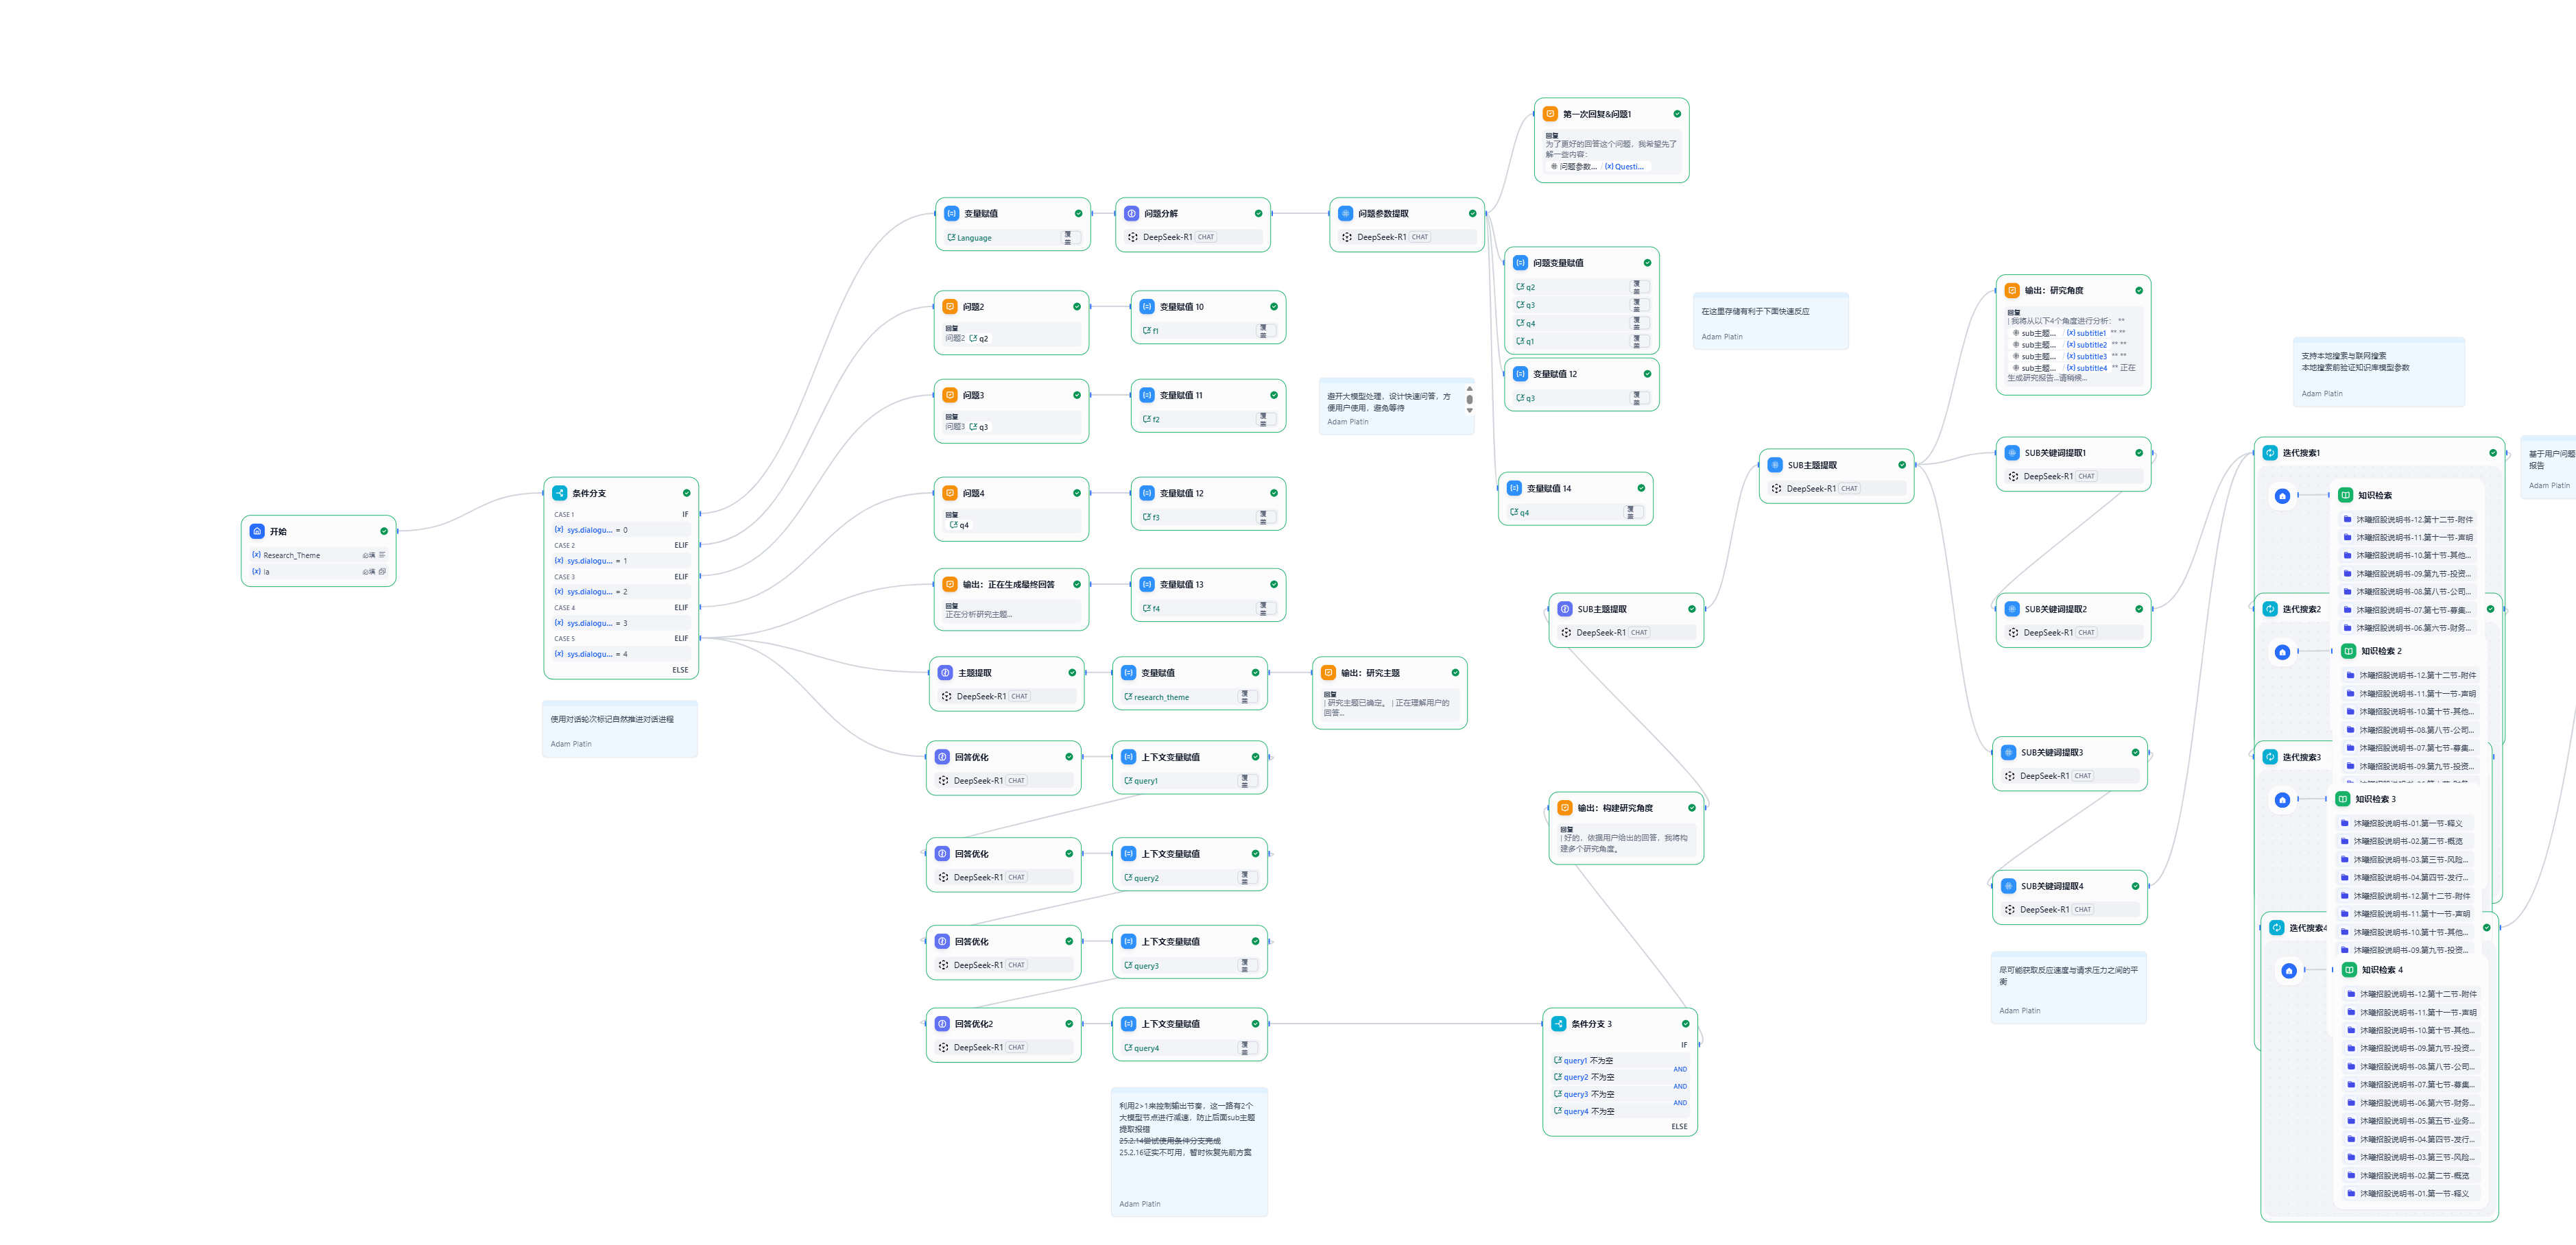 开始
Research_Theme
必填
la
必填
条件分支
CASE 1
IF
sys.dialogu... = 0
CASE 2
ELIF
sys.dialogu... = 1
CASE 3
ELIF
sys.dialogu... = 2
CASE 4
ELIF
sys.dialogu... = 3
CASE 5
ELIF
sys.dialogu... = 4
ELSE
使用对话轮次标记自然推进对话进程
Adam Platin
变量赋值
Language
覆盖
问题分解
DeepSeek-R1 CHAT
问题参数提取
DeepSeek-R1 CHAT
第一次回复&问题1
回复
为了更好的回答这个问题，我希望先了
解一些内容：
问题参数... / {x} Questi...
问题2
回复
问题2 q2
变量赋值 10
f1
覆盖
问题3
回复
问题3 q3
变量赋值 11
f2
覆盖
问题4
回复
q4
变量赋值 12
f3
覆盖
输出：正在生成最终回答
回复
正在分析研究主题...
变量赋值 13
f4
覆盖
问题变量赋值
q2
覆盖
q3
覆盖
q4
覆盖
q1
覆盖
变量赋值 12
q3
覆盖
变量赋值 14
q4
覆盖
在这里存储有利于下面快速反应
Adam Platin
避开大模型处理，设计快速问答，方
便用户使用，避免等待
Adam Platin
主题提取
DeepSeek-R1 CHAT
变量赋值
research_theme
覆盖
输出：研究主题
回复
| 研究主题已确定。 | 正在理解用户的
回答...
回答优化
DeepSeek-R1 CHAT
上下文变量赋值
query1
覆盖
回答优化
DeepSeek-R1 CHAT
上下文变量赋值
query2
覆盖
回答优化
DeepSeek-R1 CHAT
上下文变量赋值
query3
覆盖
回答优化2
DeepSeek-R1 CHAT
上下文变量赋值
query4
覆盖
利用2>1来控制输出节奏，这一路有2个
大模型节点进行减速，防止后面sub主题
提取报错
25.2.14尝试使用条件分支完成
25.2.16证实不可用，暂时恢复先前方案
Adam Platin
条件分支 3
IF
query1 不为空
AND
query2 不为空
AND
query3 不为空
AND
query4 不为空
ELSE
输出：构建研究角度
回复
| 好的，依据用户给出的回答，我将构
建多个研究角度。
SUB主题提取
DeepSeek-R1 CHAT
SUB主题提取
DeepSeek-R1 CHAT
输出：研究角度
回复
| 我将从以下4个角度进行分析： **
sub主题... / {x} subtitle1 ** **
sub主题... / {x} subtitle2 ** **
sub主题... / {x} subtitle3 ** **
sub主题... / {x} subtitle4 ** 正在
生成研究报告...请稍候...
SUB关键词提取1
DeepSeek-R1 CHAT
SUB关键词提取2
DeepSeek-R1 CHAT
SUB关键词提取3
DeepSeek-R1 CHAT
SUB关键词提取4
DeepSeek-R1 CHAT
尽可能获取反应速度与请求压力之间的平
衡
Adam Platin
支持本地搜索与联网搜索
本地搜索前验证知识库模型参数
Adam Platin
迭代搜索1
知识检索
沐曦招股说明书-12.第十二节-附件
沐曦招股说明书-11.第十一节-声明
沐曦招股说明书-10.第十节-其他...
沐曦招股说明书-09.第九节-投资...
沐曦招股说明书-08.第八节-公司...
沐曦招股说明书-07.第七节-募集...
沐曦招股说明书-06.第六节-财务...
迭代搜索2
知识检索 2
沐曦招股说明书-12.第十二节-附件
沐曦招股说明书-11.第十一节-声明
沐曦招股说明书-10.第十节-其他...
沐曦招股说明书-08.第八节-公司...
沐曦招股说明书-07.第七节-募集...
沐曦招股说明书-09.第九节-投资...
迭代搜索3
知识检索 3
沐曦招股说明书-01.第一节-释义
沐曦招股说明书-02.第二节-概览
沐曦招股说明书-03.第三节-风险...
沐曦招股说明书-04.第四节-发行...
沐曦招股说明书-12.第十二节-附件
沐曦招股说明书-11.第十一节-声明
沐曦招股说明书-10.第十节-其他...
沐曦招股说明书-09.第九节-投资...
迭代搜索4
知识检索 4
沐曦招股说明书-12.第十二节-附件
沐曦招股说明书-11.第十一节-声明
沐曦招股说明书-10.第十节-其他...
沐曦招股说明书-09.第九节-投资...
沐曦招股说明书-08.第八节-公司...
沐曦招股说明书-07.第七节-募集...
沐曦招股说明书-06.第六节-财务...
沐曦招股说明书-05.第五节-业务...
沐曦招股说明书-04.第四节-发行...
沐曦招股说明书-03.第三节-风险...
沐曦招股说明书-02.第二节-概览
沐曦招股说明书-01.第一节-释义
基于用户问题
报告
Adam Platin